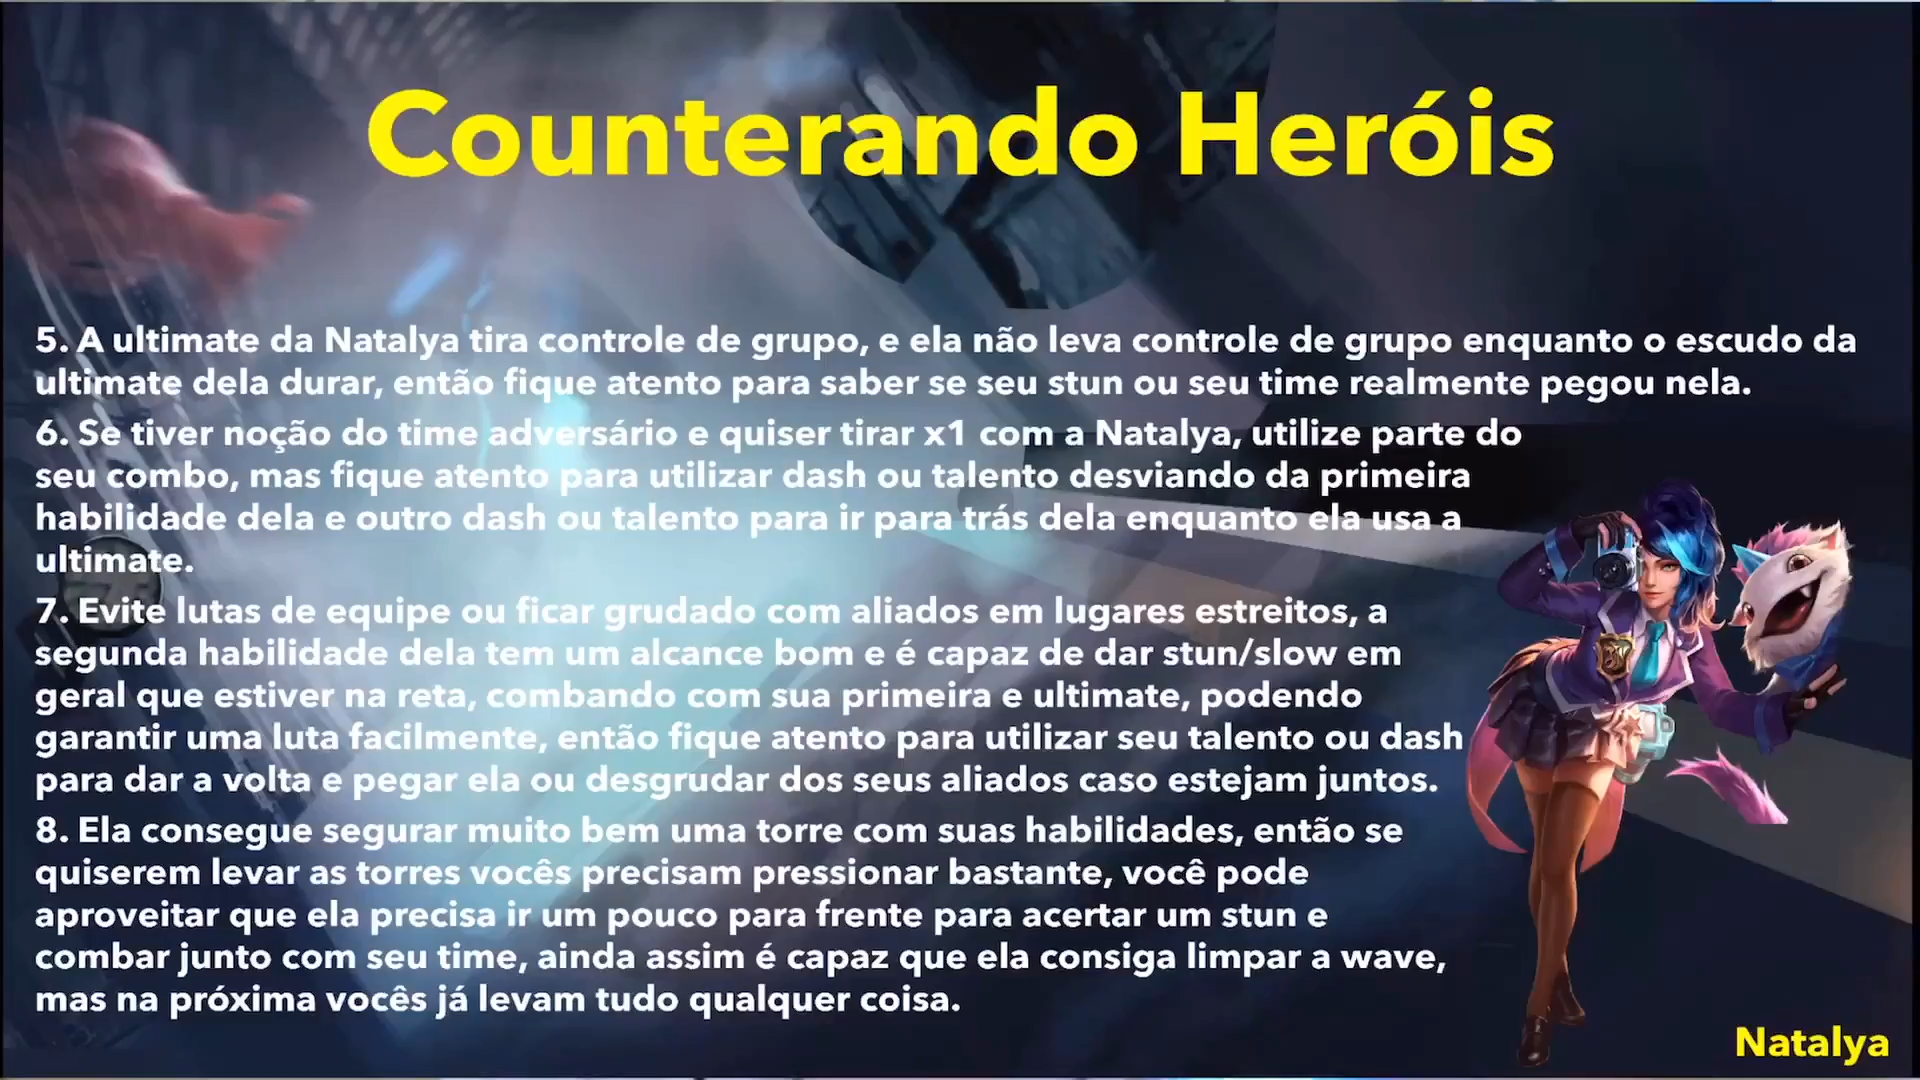 Counterando Heróis
5. A ultimate da Natalya tira controle de grupo, e ela não leva controle de grupo enquanto o escudo da
ultimate dela durar, então fique atento para saber se seu stun ou seu time realmente pegou nela.
6. Se tiver noção do time adversário e quiser tirar x1 com a Natalya, utilize parte do
seu combo, mas fique atento para utilizar dash ou talento desviando da primeira
habilidade dela e outro dash ou talento para ir para trás dela enquanto ela usa a
ultimate.
7. Evite lutas de equipe ou ficar grudado com aliados em lugares estreitos, a
segunda habilidade dela tem um alcance bom e é capaz de dar stun/slow em
geral que estiver na reta, combando com sua primeira e ultimate, podendo
garantir uma luta facilmente, então fique atento para utilizar seu talento ou dash
para dar a volta e pegar ela ou desgrudar dos seus aliados caso estejam juntos.
8. Ela consegue segurar muito bem uma torre com suas habilidades, então se
quiserem levar as torres vocês precisam pressionar bastante, você pode
aproveitar que ela precisa ir um pouco para frente para acertar um stun e
combar junto com seu time, ainda assim é capaz que ela consiga limpar a wave,
mas na próxima vocês já levam tudo qualquer coisa.
Natalya